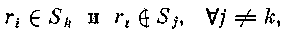 r_i ∈ S_k и r_i ∉ S_j, ∀j ≠ k,